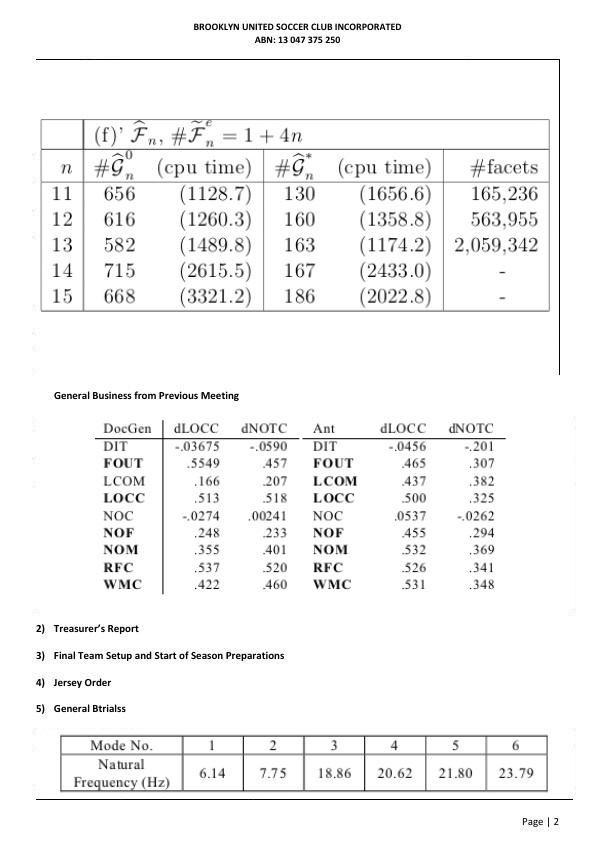 BROOKLYN UNITED SOCCER CLUB INCORPORATED
ABN: 13 047 375 250
(f)' $\widehat{\mathcal{F}}_n$, #$\widetilde{\mathcal{F}}_n^e$ = 1 + 4n
n #$\widehat{\mathcal{G}}_n^0$ (cpu time) #$\widehat{\mathcal{G}}_n^*$ (cpu time) #facets
11 656 (1128.7) 130 (1656.6) 165,236
12 616 (1260.3) 160 (1358.8) 563,955
13 582 (1489.8) 163 (1174.2) 2,059,342
14 715 (2615.5) 167 (2433.0) -
15 668 (3321.2) 186 (2022.8) -
General Business from Previous Meeting
DocGen dLOCC dNOTC Ant dLOCC dNOTC
DIT -.03675 -.0590 DIT -.0456 -.201
FOUT .5549 .457 FOUT .465 .307
LCOM .166 .207 LCOM .437 .382
LOCC .513 .518 LOCC .500 .325
NOC -.0274 .00241 NOC .0537 -.0262
NOF .248 .233 NOF .455 .294
NOM .355 .401 NOM .532 .369
RFC .537 .520 RFC .526 .341
WMC .422 .460 WMC .531 .348
2) Treasurer's Report
3) Final Team Setup and Start of Season Preparations
4) Jersey Order
5) General Btrialss
Mode No. 1 2 3 4 5 6
Natural
Frequency (Hz) 6.14 7.75 18.86 20.62 21.80 23.79
Page | 2